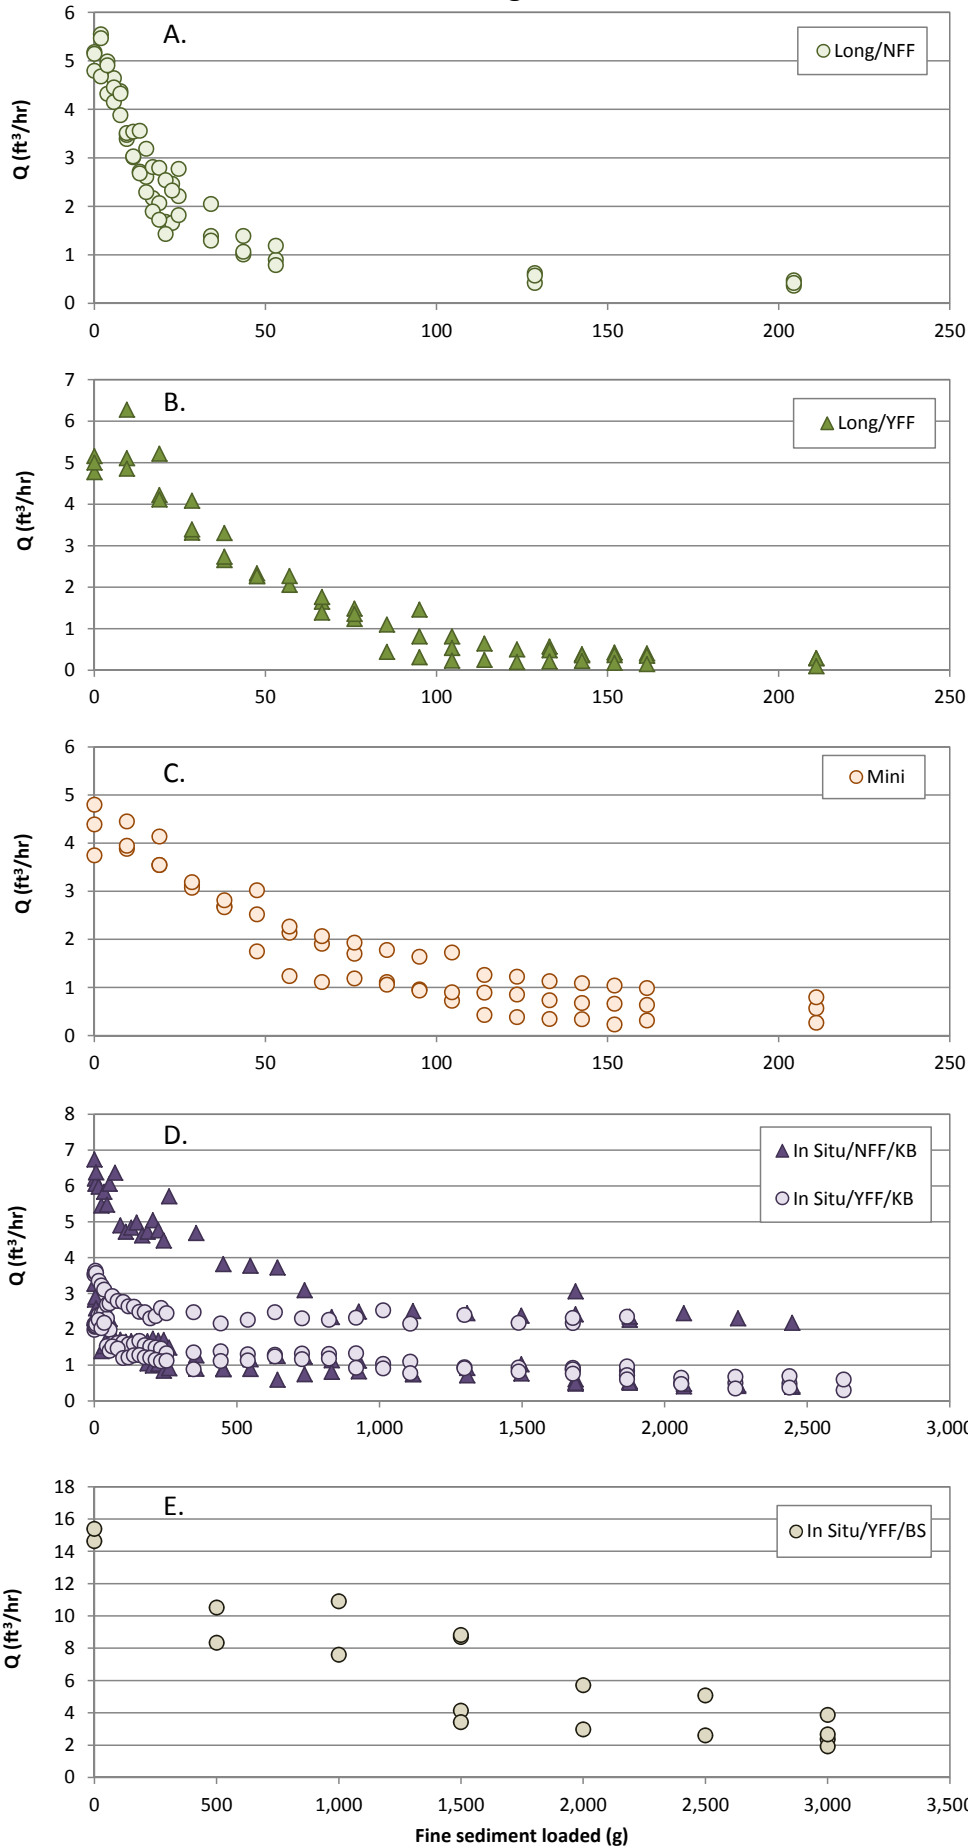 A.
Long/NFF
Q (ft³/hr)
6
5
4
3
2
1
0
0 50 100 150 200 250
B.
Long/YFF
Q (ft³/hr)
7
6
5
4
3
2
1
0
0 50 100 150 200 250
C.
Mini
Q (ft³/hr)
6
5
4
3
2
1
0
0 50 100 150 200 250
D.
In Situ/NFF/KB
In Situ/YFF/KB
Q (ft³/hr)
8
7
6
5
4
3
2
1
0
0 500 1,000 1,500 2,000 2,500 3,000
E.
In Situ/YFF/BS
Q (ft³/hr)
18
16
14
12
10
8
6
4
2
0
0 500 1,000 1,500 2,000 2,500 3,000 3,500
Fine sediment loaded (g)